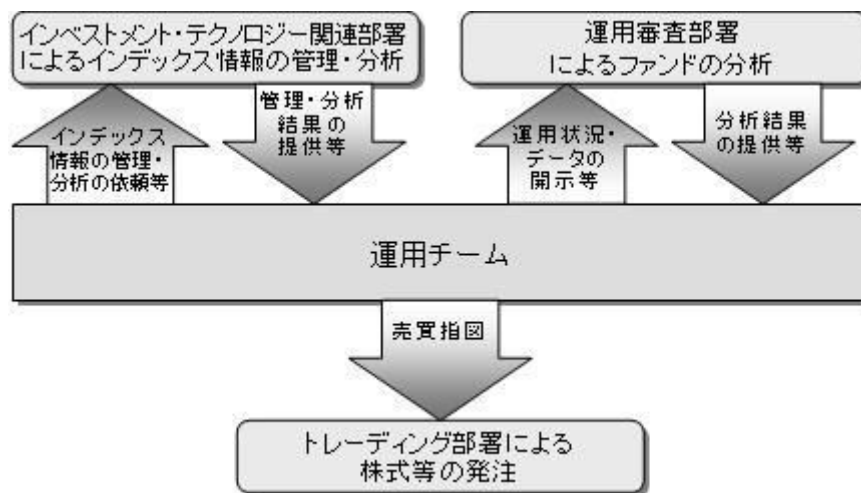 インベストメント・テクノロジー関連部署
によるインデックス情報の管理・分析
運用審査部署
によるファンドの分析
インデックス
情報の管理・
分析の依頼等
管理・分析
結果の
提供等
運用状況・
データの
開示等
分析結果
の提供等
運用チーム
売買指図
トレーディング部署による
株式等の発注